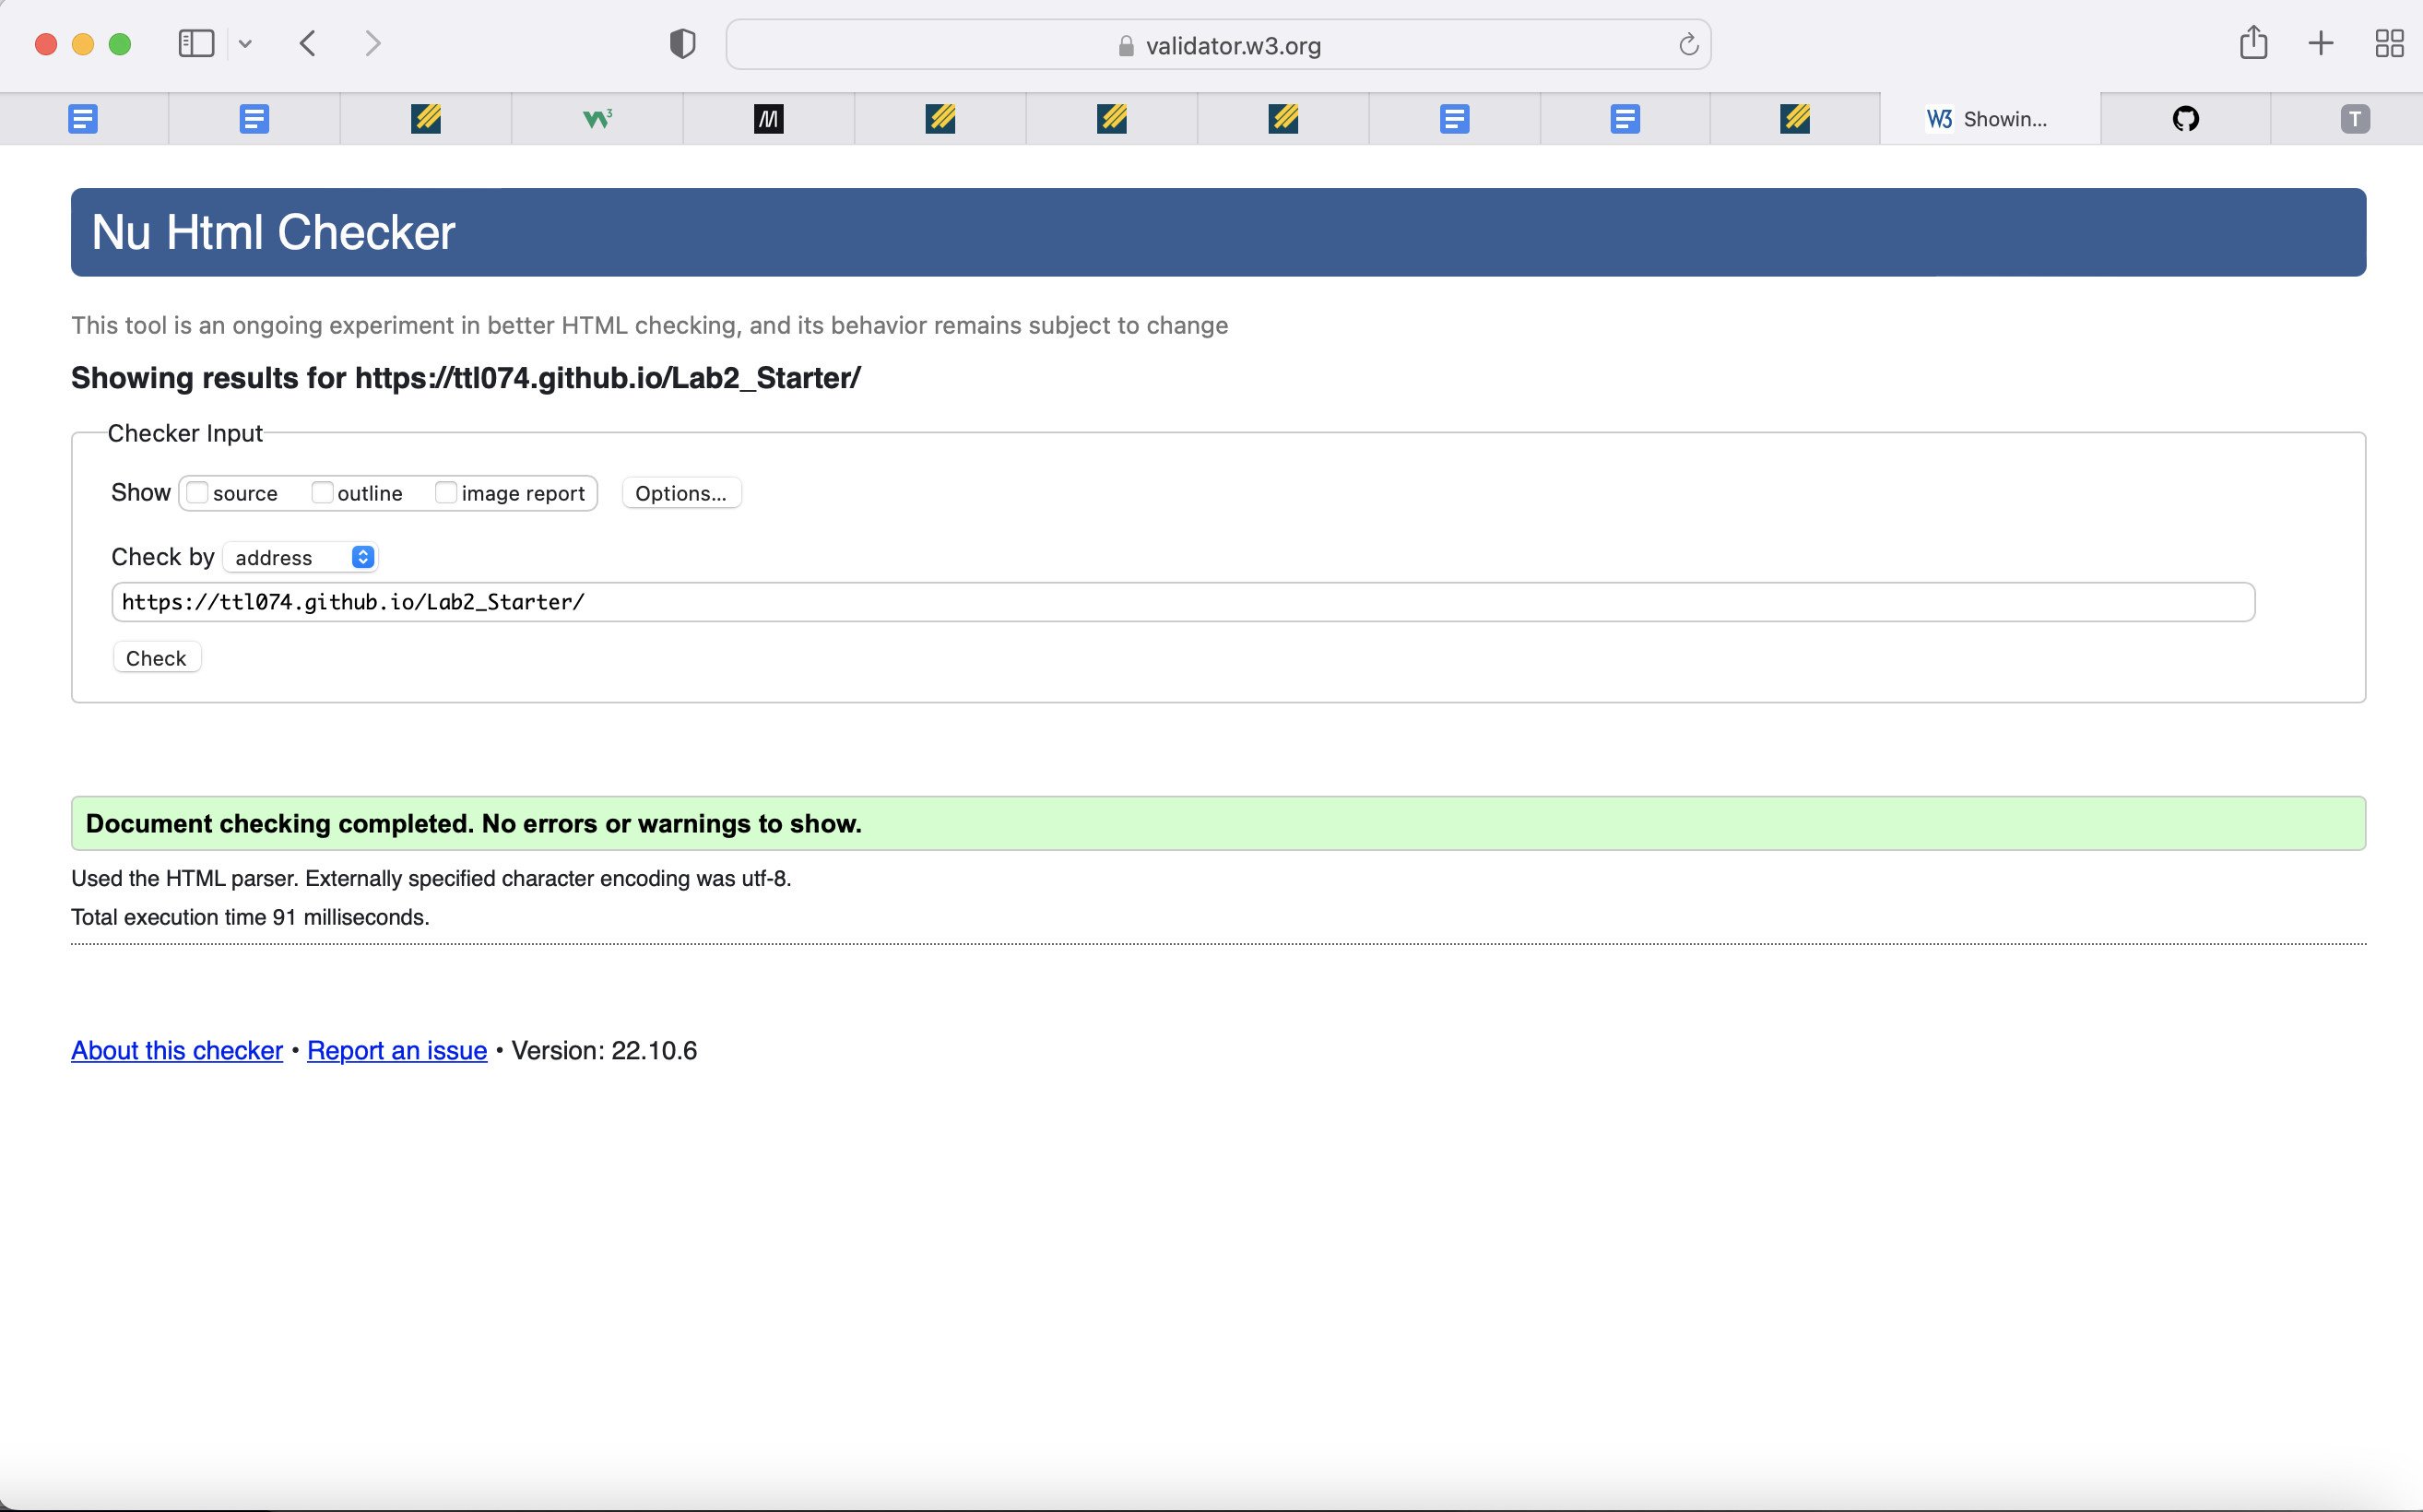 validator.w3.org
W3 Showin...
T
Nu Html Checker
This tool is an ongoing experiment in better HTML checking, and its behavior remains subject to change
Showing results for https://ttl074.github.io/Lab2_Starter/
Checker Input
Show source outline image report Options...
Check by address
https://ttl074.github.io/Lab2_Starter/
Check
Document checking completed. No errors or warnings to show.
Used the HTML parser. Externally specified character encoding was utf-8.
Total execution time 91 milliseconds.
About this checker • Report an issue • Version: 22.10.6